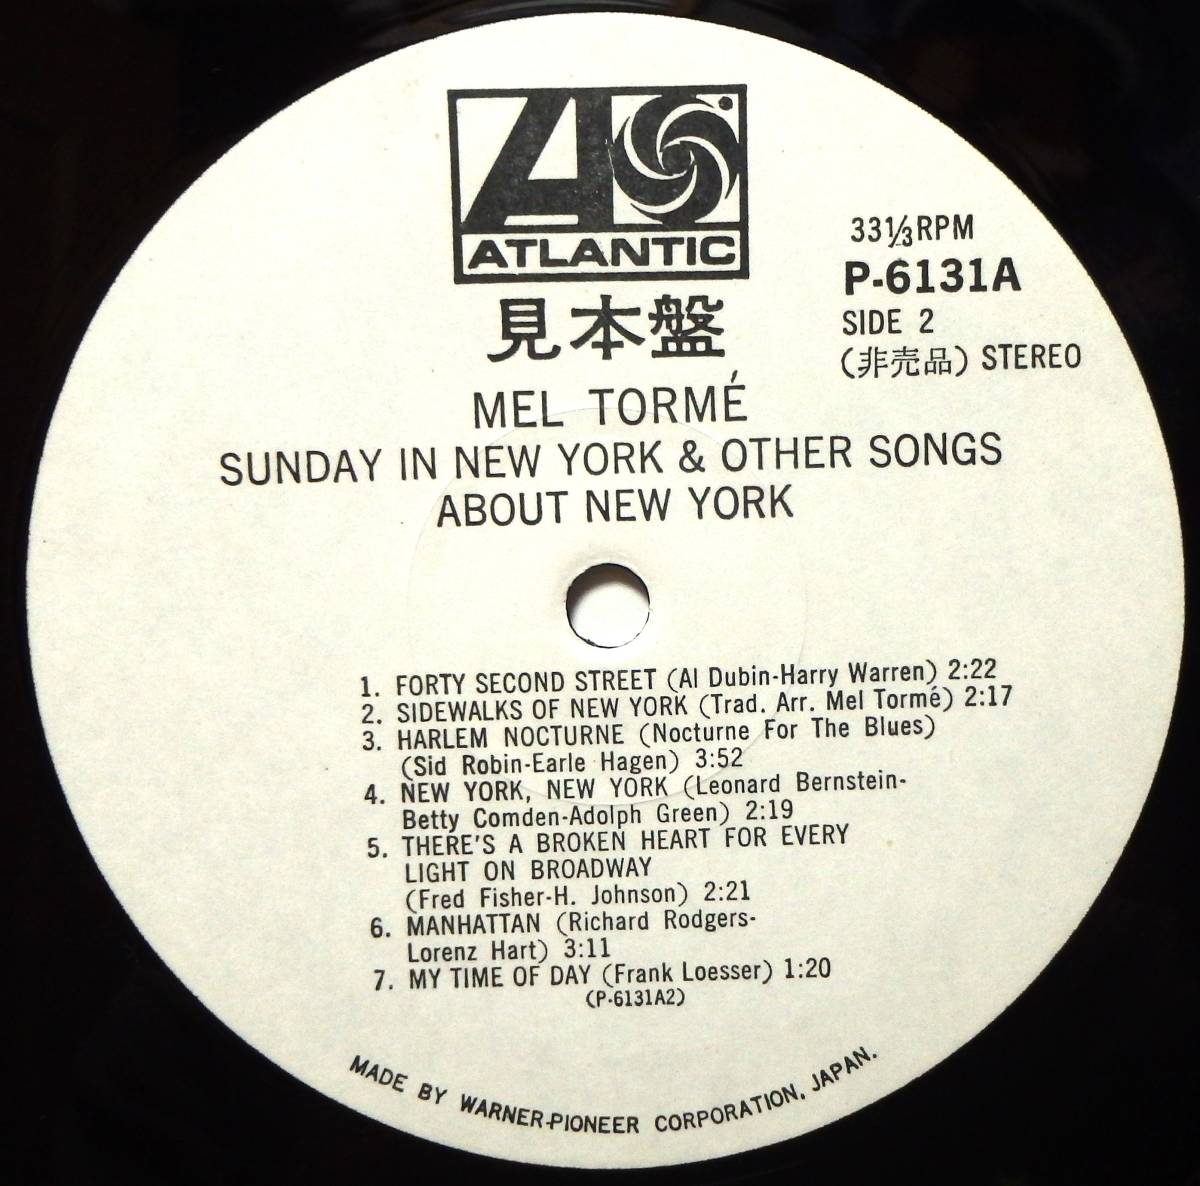 ATLANTIC
見本盤
33 1/3 RPM
P-6131A
SIDE 2
(非売品) STEREO
MEL TORMÉ
SUNDAY IN NEW YORK & OTHER SONGS
ABOUT NEW YORK
1. FORTY SECOND STREET (Al Dubin-Harry Warren) 2:22
2. SIDEWALKS OF NEW YORK (Trad. Arr. Mel Tormé) 2:17
3. HARLEM NOCTURNE (Nocturne For The Blues)
(Sid Robin-Earle Hagen) 3:52
4. NEW YORK, NEW YORK (Leonard Bernstein-
Betty Comden-Adolph Green) 2:19
5. THERE'S A BROKEN HEART FOR EVERY
LIGHT ON BROADWAY
(Fred Fisher-H. Johnson) 2:21
6. MANHATTAN (Richard Rodgers-
Lorenz Hart) 3:11
7. MY TIME OF DAY (Frank Loesser) 1:20
(P-6131A2)
MADE BY WARNER-PIONEER CORPORATION, JAPAN.